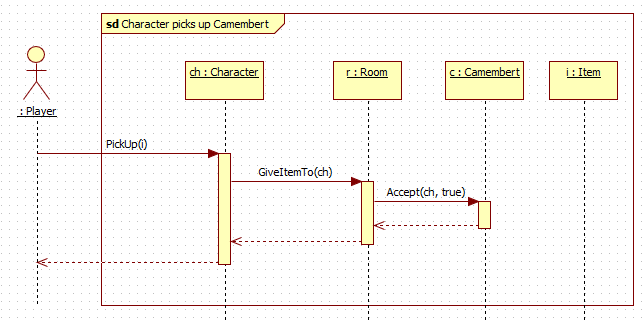 sd Character picks up Camembert
ch : Character
r : Room
c : Camembert
i : Item
: Player
PickUp(i)
GiveItemTo(ch)
Accept(ch, true)